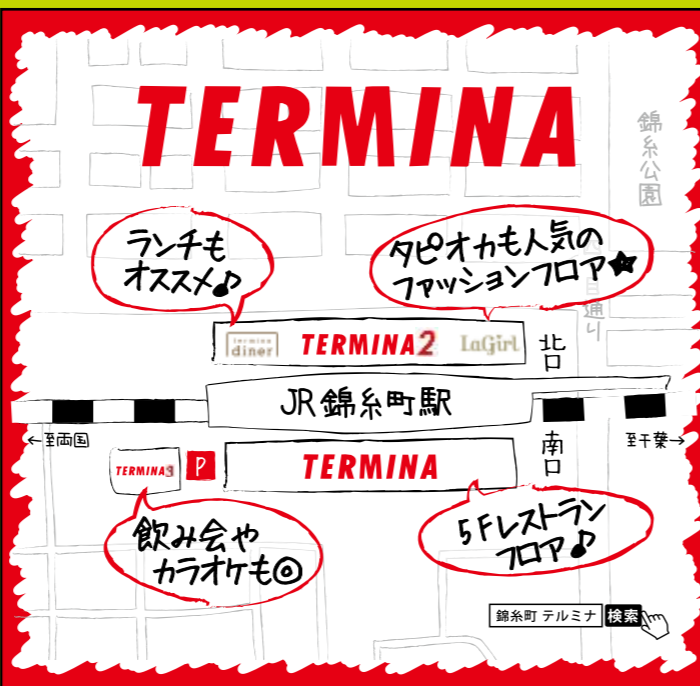 TERMINA
錦糸公園
ランチも
オススメ♪
タピオカも人気の
ファッションフロア★
目通り
termina
diner
TERMINA2
LaGirl
北口
JR錦糸町駅
←至両国
至千葉→
TERMINA3
P
TERMINA
南口
飲み会や
カラオケも◎
5Fレストラン
フロア♪
錦糸町 テルミナ 検索